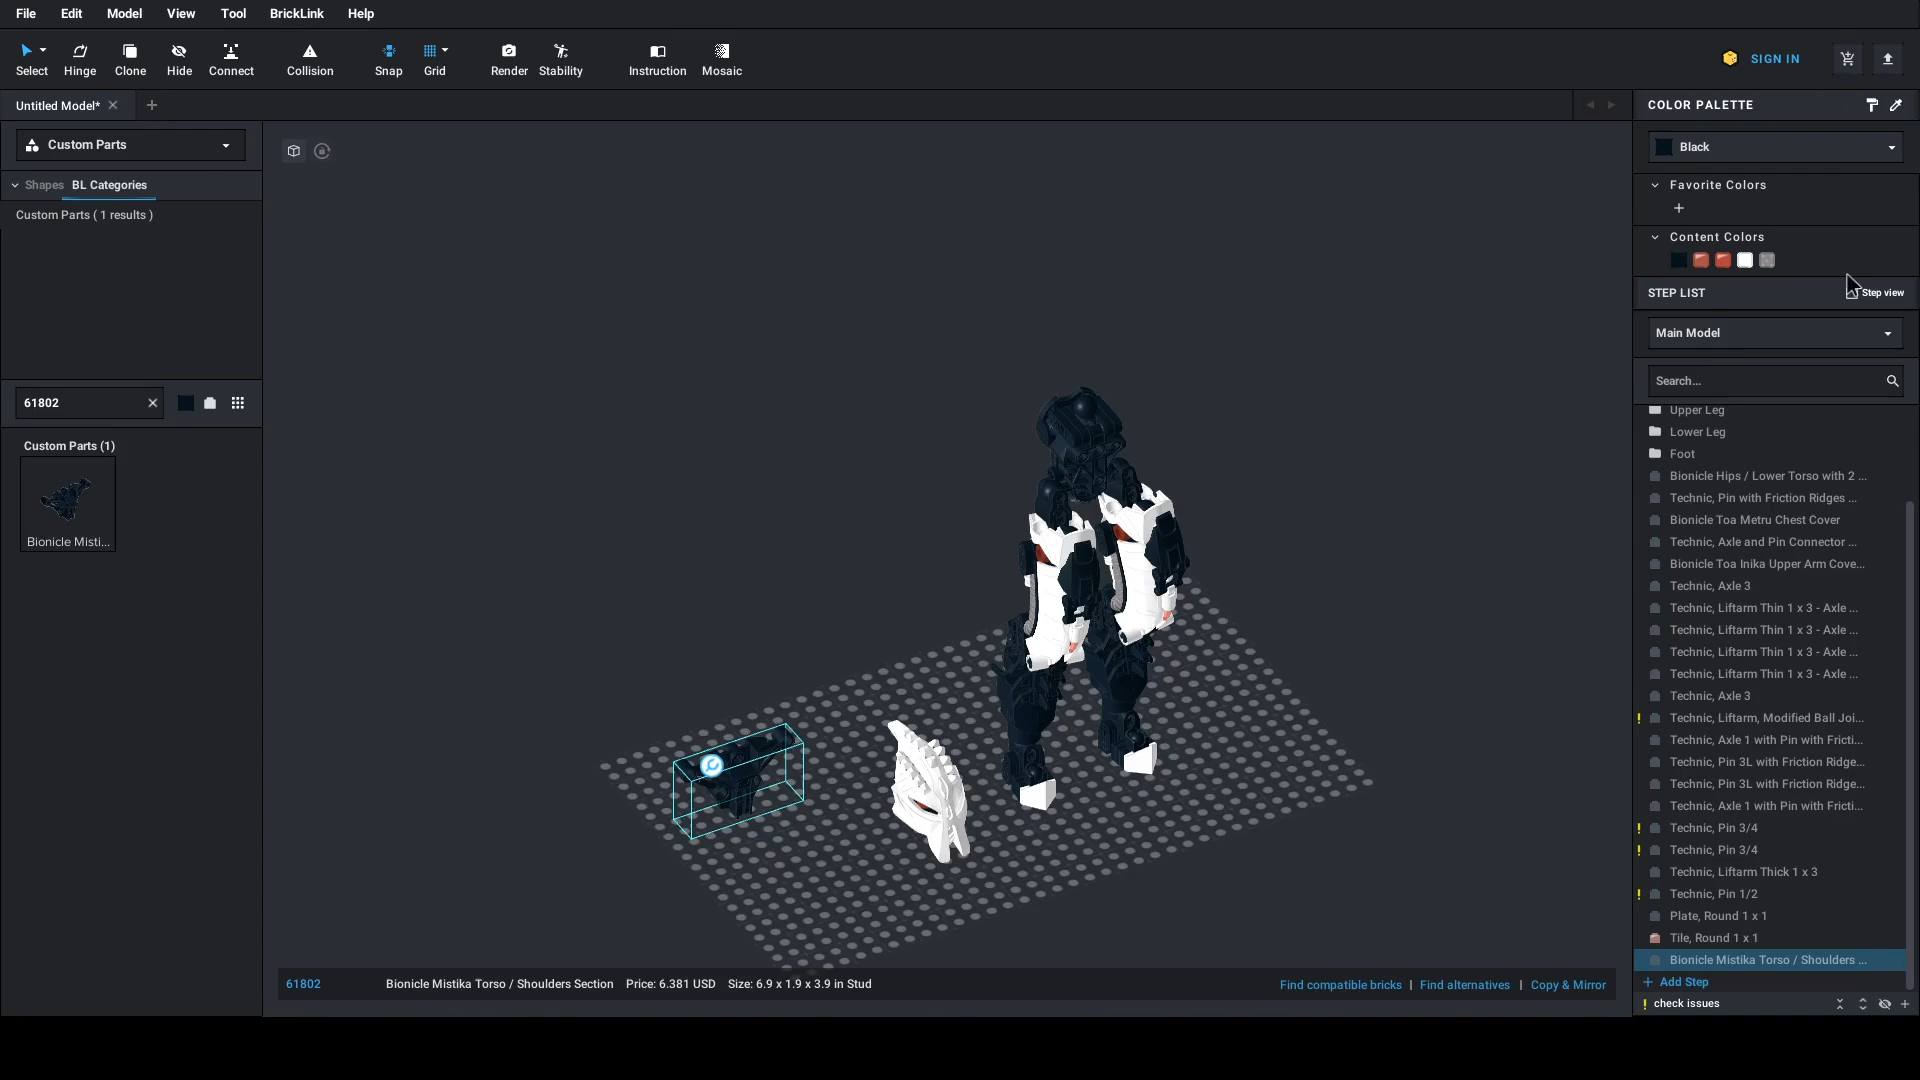 File Edit Model View Tool BrickLink Help
Select Hinge Clone Hide Connect Collision Snap Grid Render Stability Instruction Mosaic
SIGN IN
Untitled Model*
COLOR PALETTE
Custom Parts
Black
Shapes BL Categories
Favorite Colors
Custom Parts ( 1 results )
Content Colors
STEP LIST
Step view
Main Model
Search...
61802
Custom Parts (1)
Bionicle Misti...
Upper Leg
Lower Leg
Foot
Bionicle Hips / Lower Torso with 2 ...
Technic, Pin with Friction Ridges ...
Bionicle Toa Metru Chest Cover
Technic, Axle and Pin Connector ...
Bionicle Toa Inika Upper Arm Cove...
Technic, Axle 3
Technic, Liftarm Thin 1 x 3 - Axle ...
Technic, Liftarm Thin 1 x 3 - Axle ...
Technic, Liftarm Thin 1 x 3 - Axle ...
Technic, Liftarm Thin 1 x 3 - Axle ...
Technic, Axle 3
! Technic, Liftarm, Modified Ball Joi...
Technic, Axle 1 with Pin with Fricti...
Technic, Pin 3L with Friction Ridge...
Technic, Pin 3L with Friction Ridge...
Technic, Axle 1 with Pin with Fricti...
! Technic, Pin 3/4
! Technic, Pin 3/4
Technic, Liftarm Thick 1 x 3
! Technic, Pin 1/2
Plate, Round 1 x 1
Tile, Round 1 x 1
Bionicle Mistika Torso / Shoulders ...
+ Add Step
! check issues
61802 Bionicle Mistika Torso / Shoulders Section Price: 6.381 USD Size: 6.9 x 1.9 x 3.9 in Stud Find compatible bricks | Find alternatives | Copy & Mirror